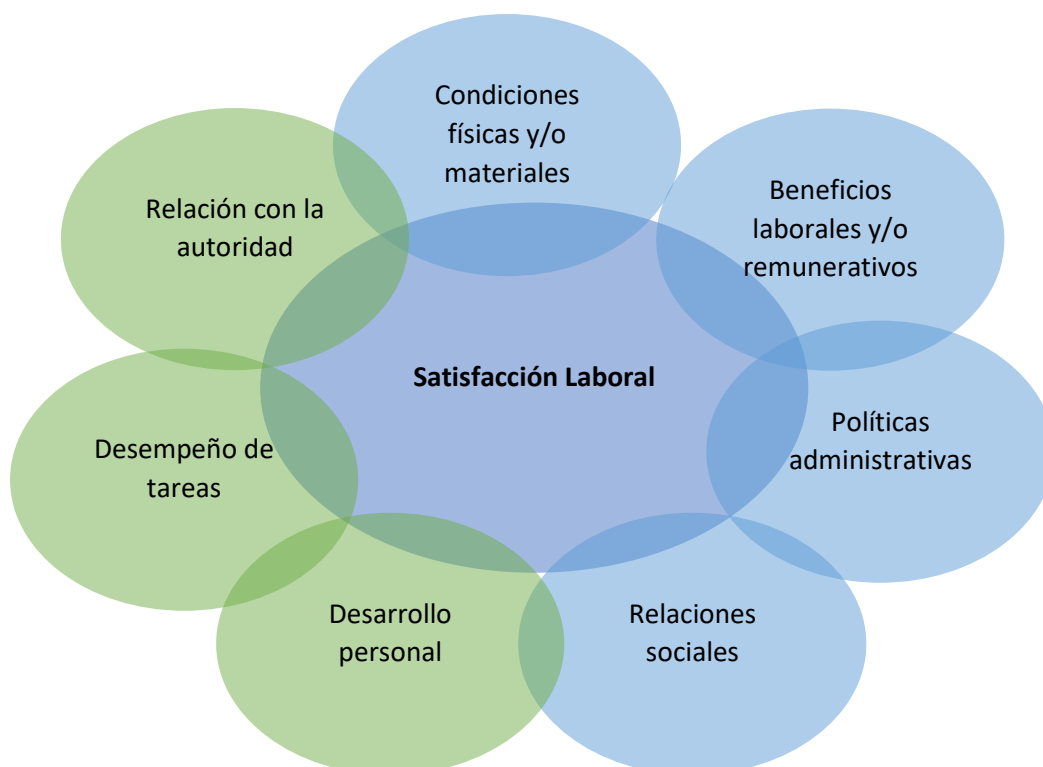 Condiciones
físicas y/o
materiales
Beneficios
laborales y/o
remunerativos
Relación con la
autoridad
Satisfacción Laboral
Políticas
administrativas
Desempeño de
tareas
Desarrollo
personal
Relaciones
sociales